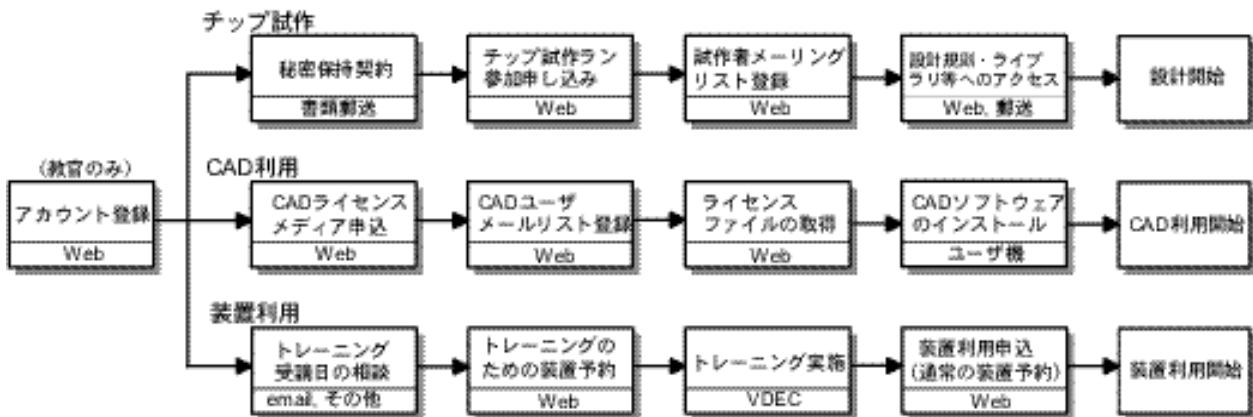 チップ試作
秘密保持契約
書類郵送
チップ試作ラン
参加申し込み
Web
試作者メーリング
リスト登録
Web
設計規則・ライブ
ラリ等へのアクセス
Web, 郵送
設計開始
(教官のみ)
アカウント登録
Web
CAD利用
CADライセンス
メディア申込
Web
CADユーザ
メールリスト登録
Web
ライセンス
ファイルの取得
Web
CADソフトウェア
のインストール
ユーザ機
CAD利用開始
装置利用
トレーニング
受講日の相談
email, その他
トレーニングの
ための装置予約
Web
トレーニング実施
VDEC
装置利用申込
(通常の装置予約)
Web
装置利用開始